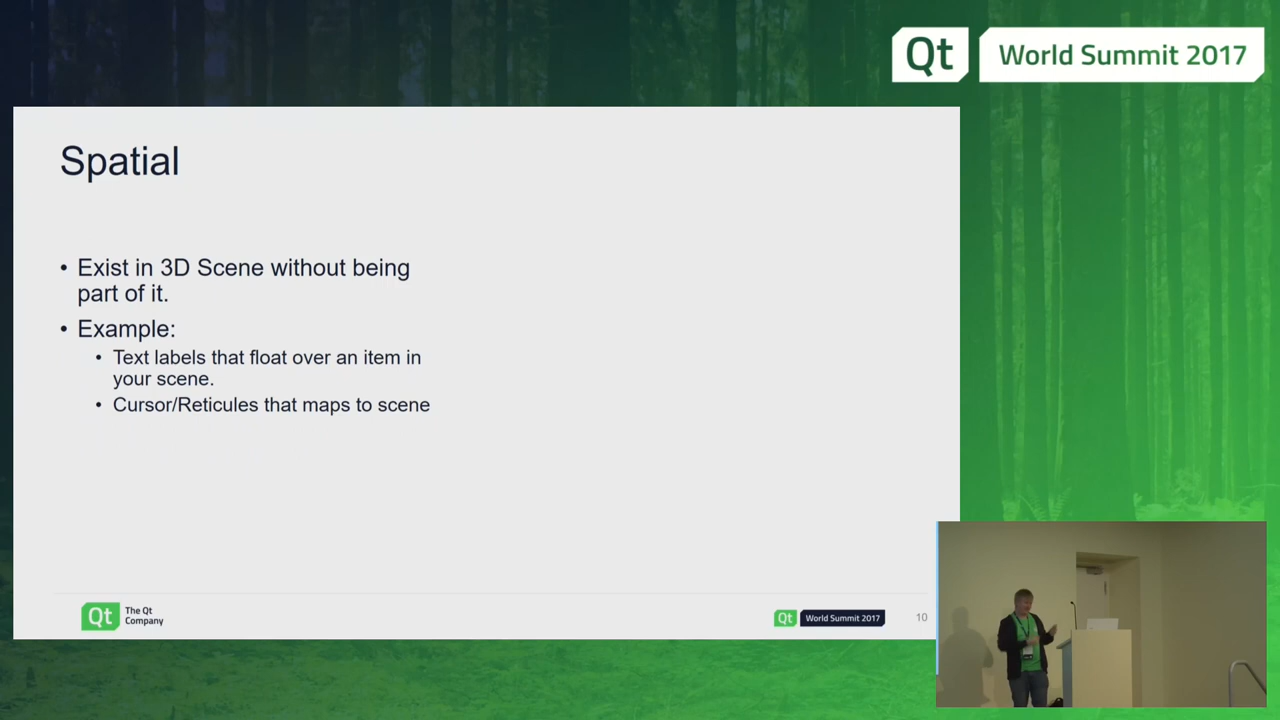 Qt
World Summit 2017
Spatial
• Exist in 3D Scene without being
part of it.
• Example:
• Text labels that float over an item in
your scene.
• Cursor/Reticules that maps to scene
Qt
The Qt
Company
Qt
World Summit 2017
10